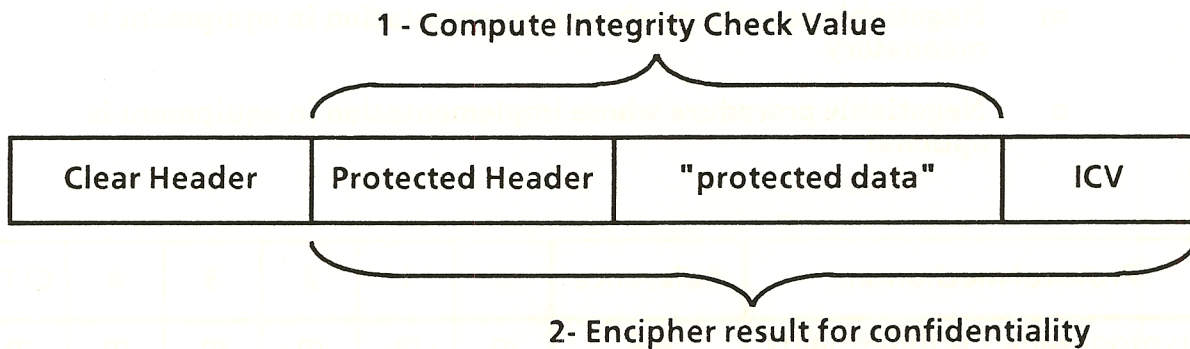 1 - Compute Integrity Check Value
Clear Header Protected Header "protected data" ICV
2- Encipher result for confidentiality